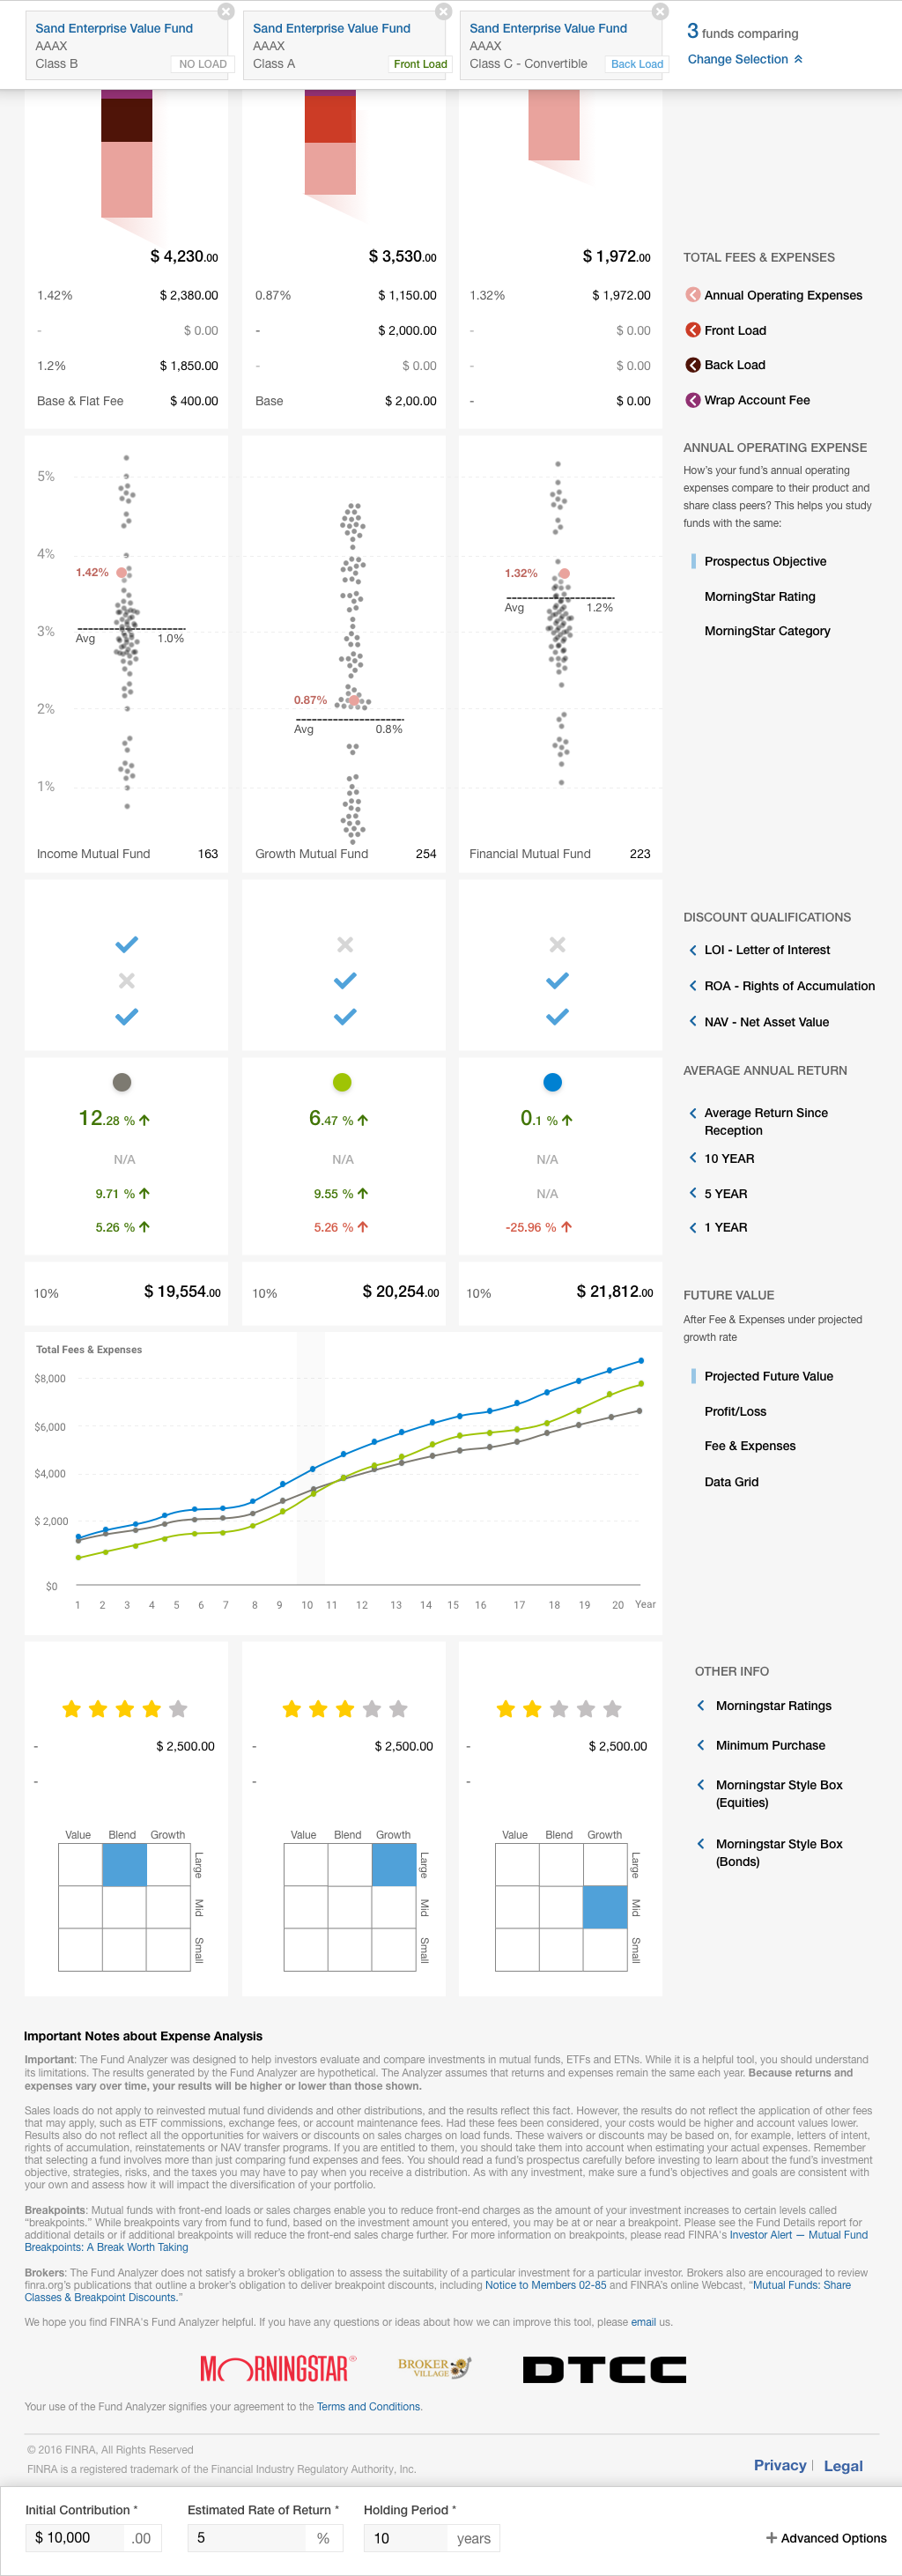 Sand Enterprise Value Fund
AAAX
Class B
NO LOAD
Sand Enterprise Value Fund
AAAX
Class A
Front Load
Sand Enterprise Value Fund
AAAX
Class C - Convertible
Back Load
3 funds comparing
Change Selection
$ 4,230.00
$ 3,530.00
$ 1,972.00
TOTAL FEES & EXPENSES
1.42% $ 2,380.00
0.87% $ 1,150.00
1.32% $ 1,972.00
Annual Operating Expenses
- $ 0.00
- $ 2,000.00
- $ 0.00
Front Load
1.2% $ 1,850.00
- $ 0.00
- $ 0.00
Back Load
Base & Flat Fee $ 400.00
Base $ 2,00.00
- $ 0.00
Wrap Account Fee
ANNUAL OPERATING EXPENSE
How's your fund's annual operating
expenses compare to their product and
share class peers? This helps you study
funds with the same:
Prospectus Objective
MorningStar Rating
MorningStar Category
5%
4%
3%
2%
1%
1.42%
Avg 1.0%
0.87%
Avg 0.8%
1.32%
Avg 1.2%
Income Mutual Fund 163
Growth Mutual Fund 254
Financial Mutual Fund 223
DISCOUNT QUALIFICATIONS
LOI - Letter of Interest
ROA - Rights of Accumulation
NAV - Net Asset Value
AVERAGE ANNUAL RETURN
12.28 %
6.47 %
0.1 %
Average Return Since
Reception
N/A
N/A
N/A
10 YEAR
9.71 %
9.55 %
N/A
5 YEAR
5.26 %
5.26 %
-25.96 %
1 YEAR
10% $ 19,554.00
10% $ 20,254.00
10% $ 21,812.00
FUTURE VALUE
After Fee & Expenses under projected
growth rate
Projected Future Value
Profit/Loss
Fee & Expenses
Data Grid
Total Fees & Expenses
$8,000
$6,000
$4,000
$ 2,000
$0
1 2 3 4 5 6 7 8 9 10 11 12 13 14 15 16 17 18 19 20 Year
OTHER INFO
Morningstar Ratings
- $ 2,500.00
- $ 2,500.00
- $ 2,500.00
Minimum Purchase
-
-
-
Morningstar Style Box
(Equities)
Morningstar Style Box
(Bonds)
Value Blend Growth
Large
Mid
Small
Value Blend Growth
Large
Mid
Small
Value Blend Growth
Large
Mid
Small
Important Notes about Expense Analysis
Important: The Fund Analyzer was designed to help investors evaluate and compare investments in mutual funds, ETFs and ETNs. While it is a helpful tool, you should understand
its limitations. The results generated by the Fund Analyzer are hypothetical. The Analyzer assumes that returns and expenses remain the same each year. Because returns and
expenses vary over time, your results will be higher or lower than those shown.
Sales loads do not apply to reinvested mutual fund dividends and other distributions, and the results reflect this fact. However, the results do not reflect the application of other fees
that may apply, such as ETF commissions, exchange fees, or account maintenance fees. Had these fees been considered, your costs would be higher and account values lower.
Results also do not reflect all the opportunities for waivers or discounts on sales charges on load funds. These waivers or discounts may be based on, for example, letters of intent,
rights of accumulation, reinstatements or NAV transfer programs. If you are entitled to them, you should take them into account when estimating your actual expenses. Remember
that selecting a fund involves more than just comparing fund expenses and fees. You should read a fund's prospectus carefully before investing to learn about the fund's investment
objective, strategies, risks, and the taxes you may have to pay when you receive a distribution. As with any investment, make sure a fund's objectives and goals are consistent with
your own and assess how it will impact the diversification of your portfolio.
Breakpoints: Mutual funds with front-end loads or sales charges enable you to reduce front-end charges as the amount of your investment increases to certain levels called
“breakpoints.” While breakpoints vary from fund to fund, based on the investment amount you entered, you may be at or near a breakpoint. Please see the Fund Details report for
additional details or if additional breakpoints will reduce the front-end sales charge further. For more information on breakpoints, please read FINRA's Investor Alert — Mutual Fund
Breakpoints: A Break Worth Taking
Brokers: The Fund Analyzer does not satisfy a broker's obligation to assess the suitability of a particular investment for a particular investor. Brokers also are encouraged to review
finra.org's publications that outline a broker's obligation to deliver breakpoint discounts, including Notice to Members 02-85 and FINRA's online Webcast, “Mutual Funds: Share
Classes & Breakpoint Discounts.”
We hope you find FINRA's Fund Analyzer helpful. If you have any questions or ideas about how we can improve this tool, please email us.
MORNINGSTAR®
BROKER
VILLAGE
DTCC
Your use of the Fund Analyzer signifies your agreement to the Terms and Conditions.
© 2016 FINRA, All Rights Reserved
FINRA is a registered trademark of the Financial Industry Regulatory Authority, Inc.
Privacy | Legal
Initial Contribution *
Estimated Rate of Return *
Holding Period *
$ 10,000 .00
5 %
10 years
+ Advanced Options